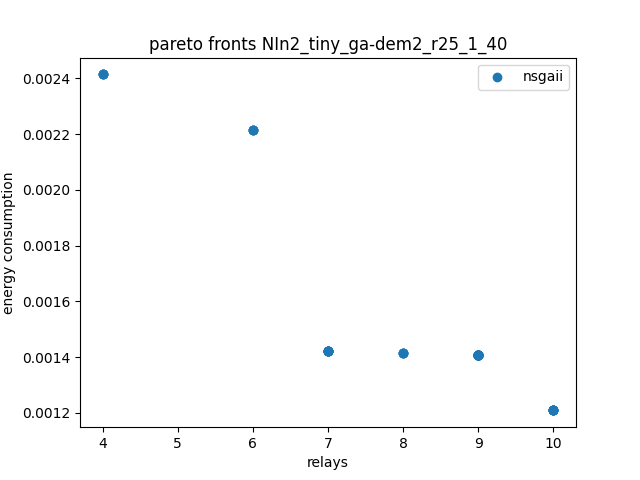 pareto fronts NIn2_tiny_ga-dem2_r25_1_40
nsgaii
energy consumption
0.0024
0.0022
0.0020
0.0018
0.0016
0.0014
0.0012
4 5 6 7 8 9 10
relays